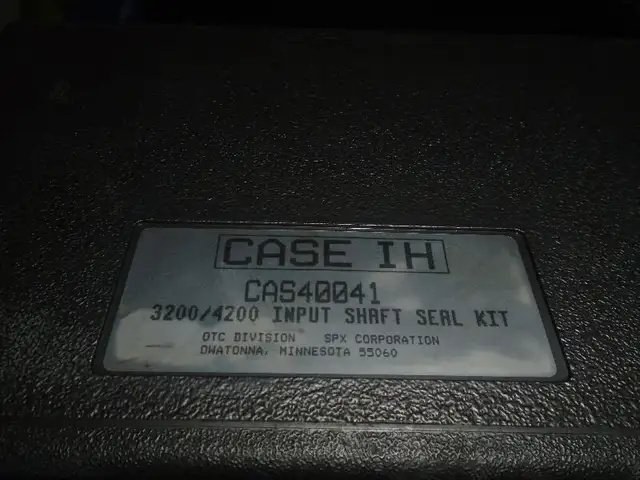 CASE IH
CAS40041
3200/4200 INPUT SHAFT SEAL KIT
OTC DIVISION SPX CORPORATION
OWATONNA, MINNESOTA 55060